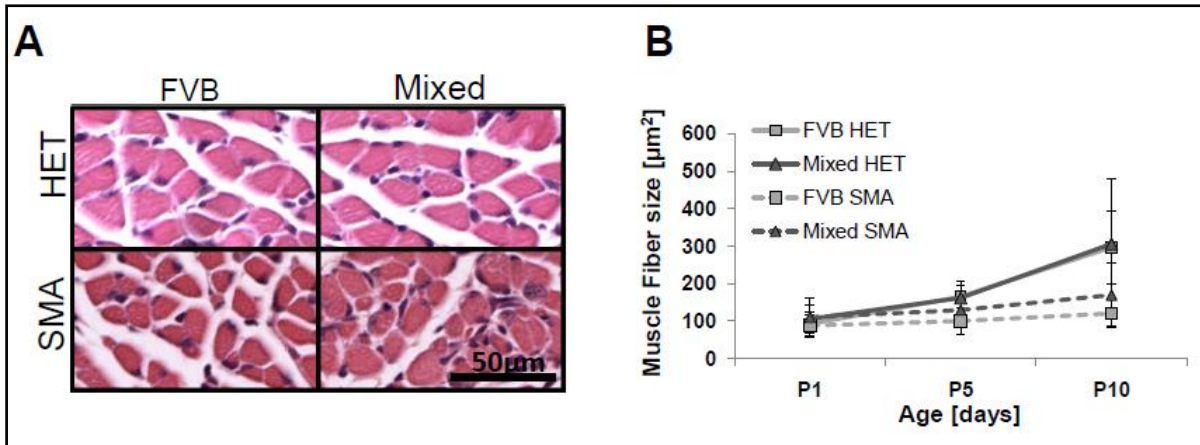 A
FVB Mixed
HET
SMA
50µm
B
Muscle Fiber size [µm²]
600
500
400
300
200
100
0
FVB HET
Mixed HET
FVB SMA
Mixed SMA
P1 P5 P10
Age [days]